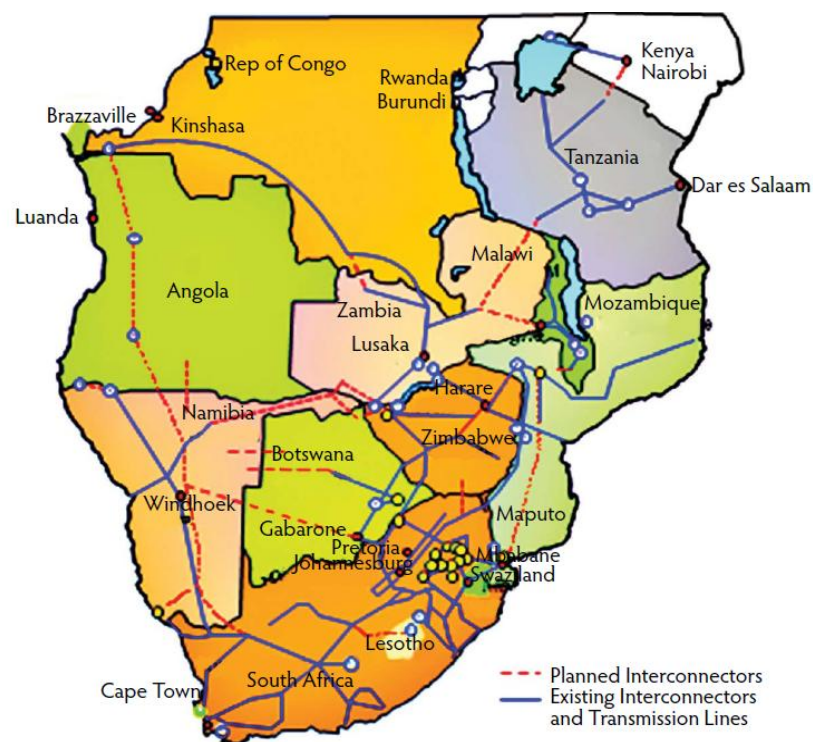 Rep of Congo
Kenya
Nairobi
Rwanda
Burundi
Brazzaville
Kinshasa
Tanzania
Dar es Salaam
Luanda
Malawi
Angola
Mozambique
Zambia
Lusaka
Harare
Namibia
Zimbabwe
Botswana
Windhoek
Maputo
Gabarone
Pretoria
Johannesburg
Mbabane
Swaziland
Lesotho
South Africa
Cape Town
Planned Interconnectors
Existing Interconnectors
and Transmission Lines